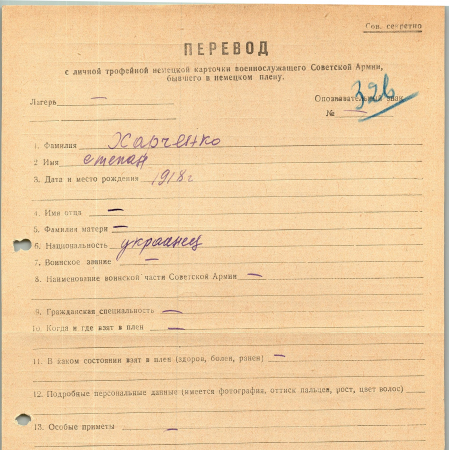 Сов. секретно
ПЕРЕВОД
с личной трофейной немецкой карточки военнослужащего Советской Армии,
бывшего в немецком плену.
Лагерь —
Опознавательный знак
№ — 326
1. Фамилия Харченко
2 Имя степан
3. Дата и место рождения 1918 г
4. Имя отца —
5. Фамилия матери —
6. Национальность украинец
7. Воинское звание —
8. Наименование воинской части Советской Армии —
9. Гражданская специальность —
10. Когда и где взят в плен —
11. В каком состоянии взят в плен (здоров, болен, ранен) —
12. Подробные персональные данные (имеется фотография, оттиск пальцев, рост, цвет волос)
13. Особые приметы —